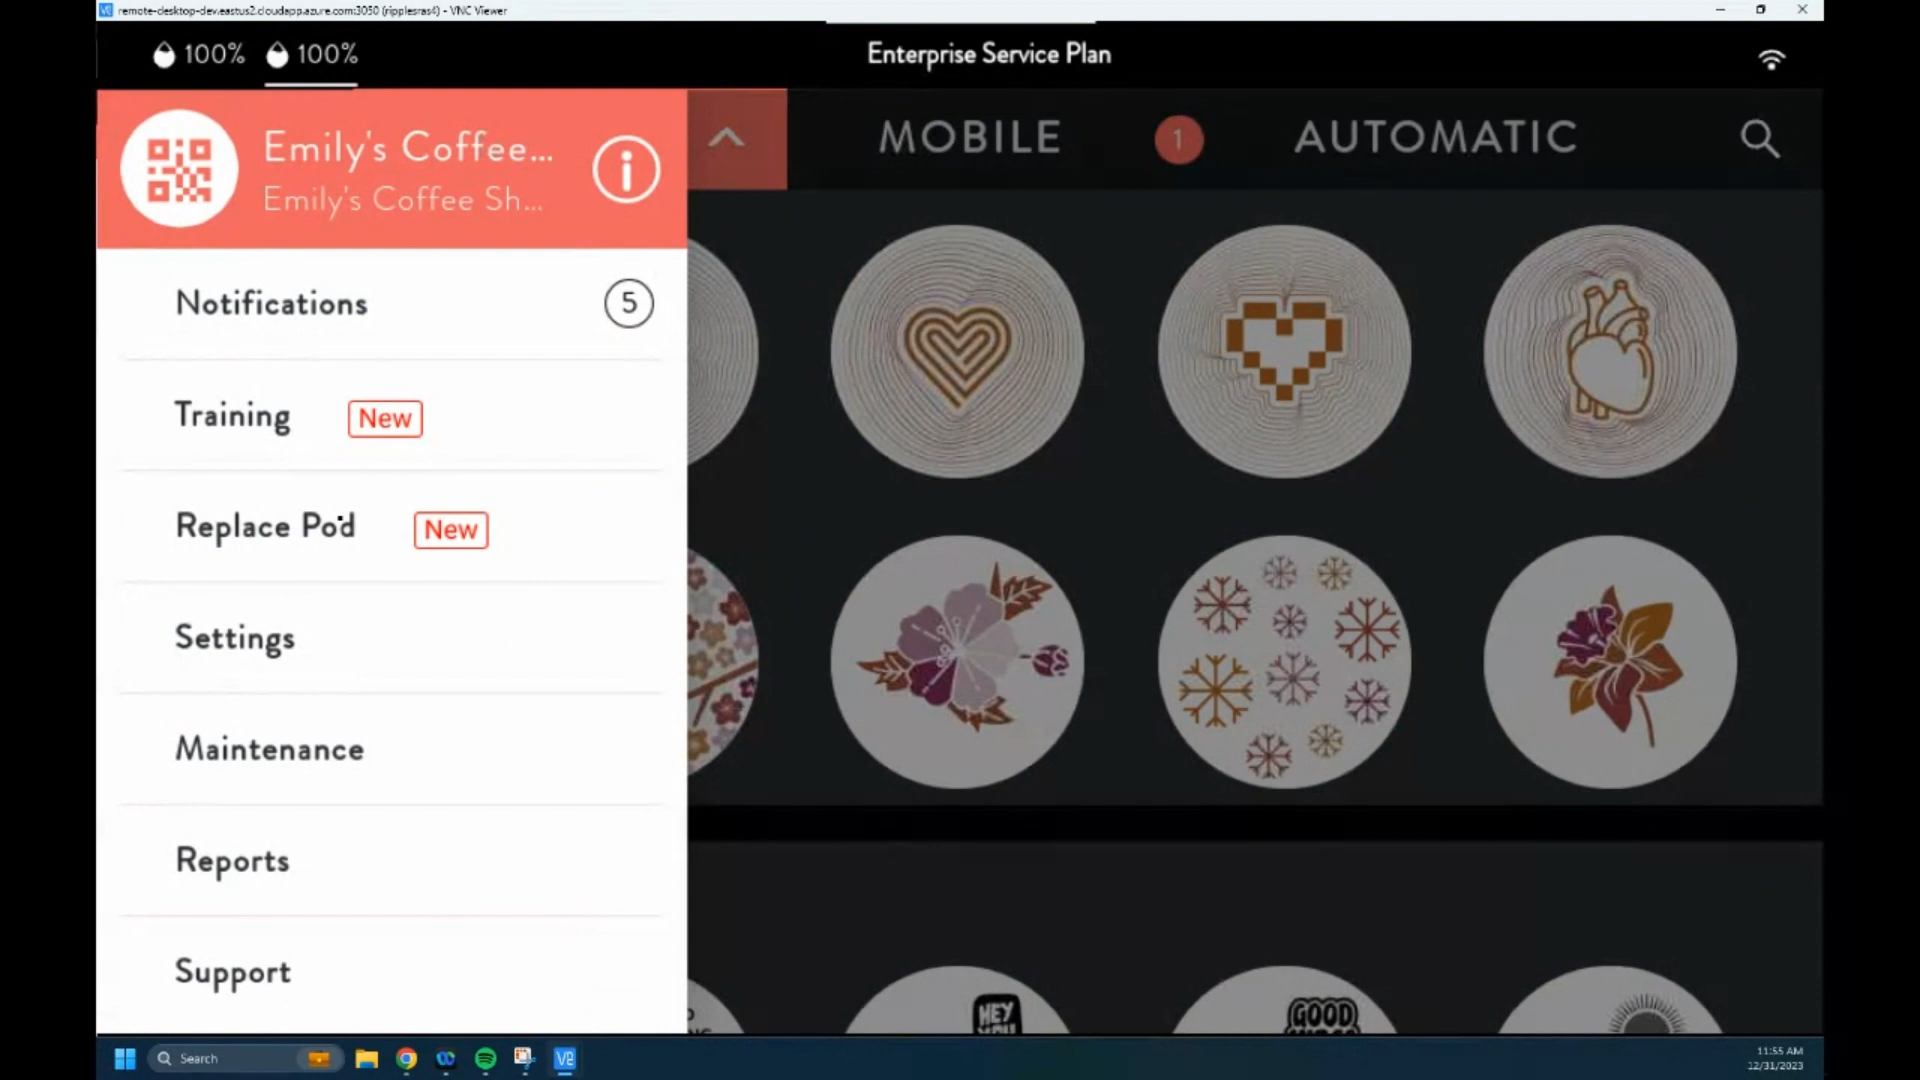 remote-desktop-dev.eastus2.cloudapp.azure.com:3050 (ripplesras4) - VNC Viewer
100% 100%
Enterprise Service Plan
Emily's Coffee...
Emily's Coffee Sh...
MOBILE
1
AUTOMATIC
Notifications
5
Training
New
Replace Pod
New
Settings
Maintenance
Reports
Support
HEY
YOU
GOOD
Search
11:55 AM
12/31/2023